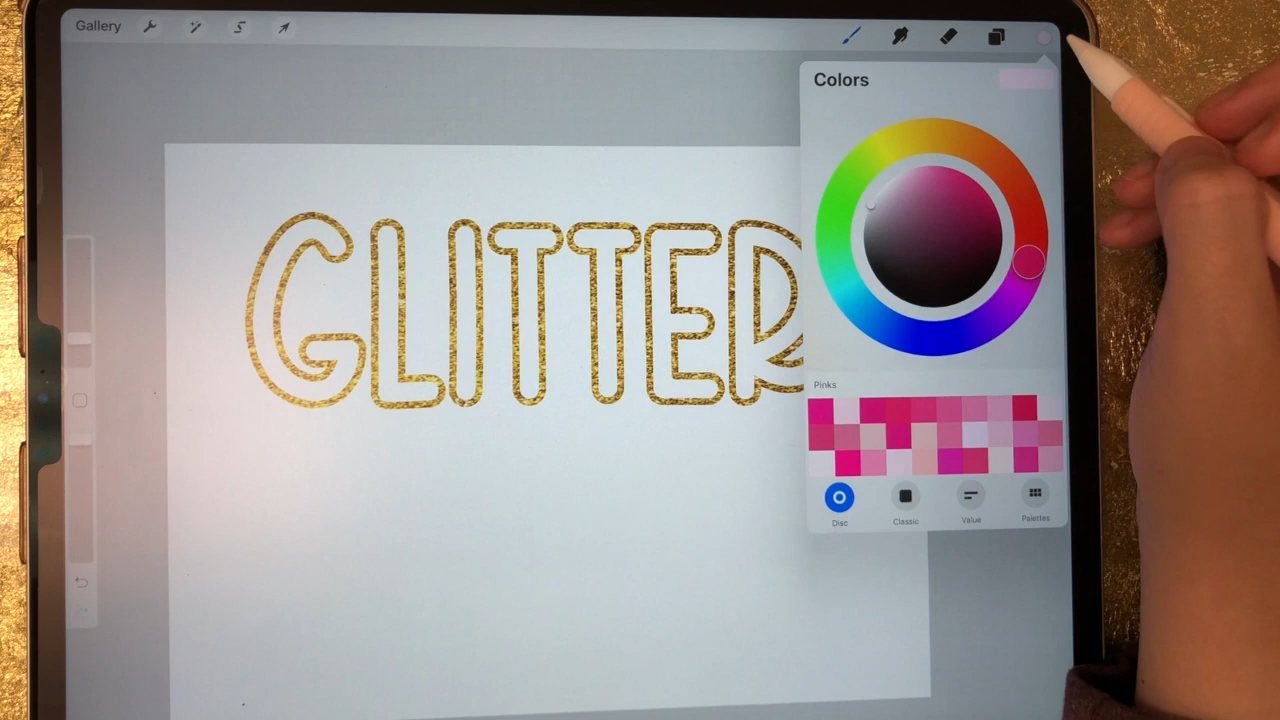 Gallery
Colors
GLITTER
Pinks
Disc
Classic
Value
Palettes